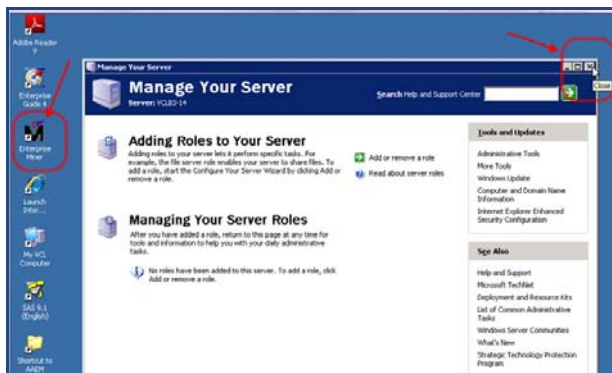 Adobe Reader
9
Enterprise
Guide 4
Enterprise
Miner
Launch
Inter...
My VCL
Computer
SAS 9.1
(English)
Shortcut to
AAEM
Manage Your Server
Manage Your Server
Server: VCLB3-14
Search Help and Support Center
Close
Adding Roles to Your Server
Adding roles to your server lets it perform specific tasks. For
example, the file server role enables your server to share files. To
add a role, start the Configure Your Server Wizard by clicking Add or
remove a role.
Add or remove a role
Read about server roles
Managing Your Server Roles
After you have added a role, return to this page at any time for
tools and information to help you with your daily administrative
tasks.
No roles have been added to this server. To add a role, click
Add or remove a role.
Tools and Updates
Administrative Tools
More Tools
Windows Update
Computer and Domain Name
Information
Internet Explorer Enhanced
Security Configuration
See Also
Help and Support
Microsoft TechNet
Deployment and Resource Kits
List of Common Administrative
Tasks
Windows Server Communities
What's New
Strategic Technology Protection
Program